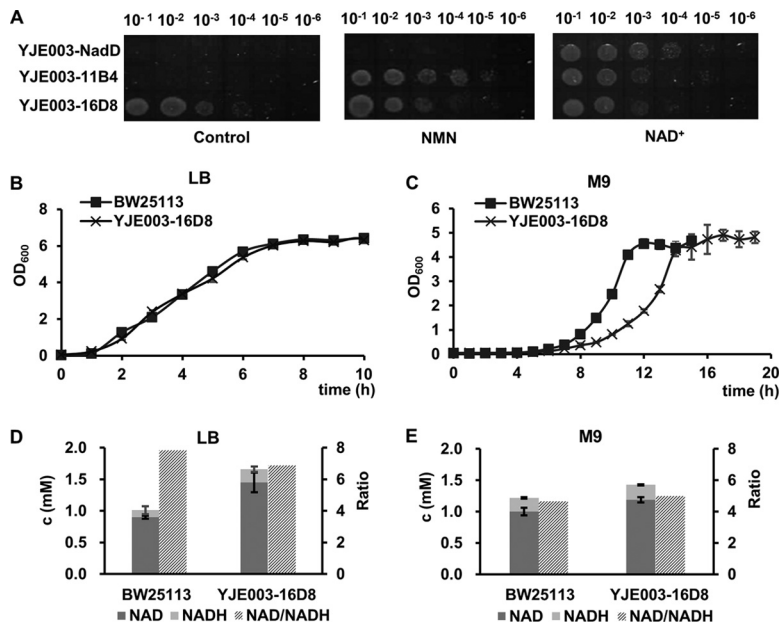 A 10⁻¹ 10⁻² 10⁻³ 10⁻⁴ 10⁻⁵ 10⁻⁶ 10⁻¹ 10⁻² 10⁻³ 10⁻⁴ 10⁻⁵ 10⁻⁶ 10⁻¹ 10⁻² 10⁻³ 10⁻⁴ 10⁻⁵ 10⁻⁶
YJE003-NadD
YJE003-11B4
YJE003-16D8
Control NMN NAD⁺
B LB
BW25113
YJE003-16D8
OD₆₀₀
8
6
4
2
0
0 2 4 6 8 10
time (h)
C M9
BW25113
YJE003-16D8
OD₆₀₀
6
5
4
3
2
1
0
0 4 8 12 16 20
time (h)
D LB
c (mM)
2.0
1.5
1.0
0.5
0.0
8
6
4
2
0
Ratio
BW25113 YJE003-16D8
NAD NADH NAD/NADH
E M9
c (mM)
2.0
1.5
1.0
0.5
0.0
8
6
4
2
0
Ratio
BW25113 YJE003-16D8
NAD NADH NAD/NADH